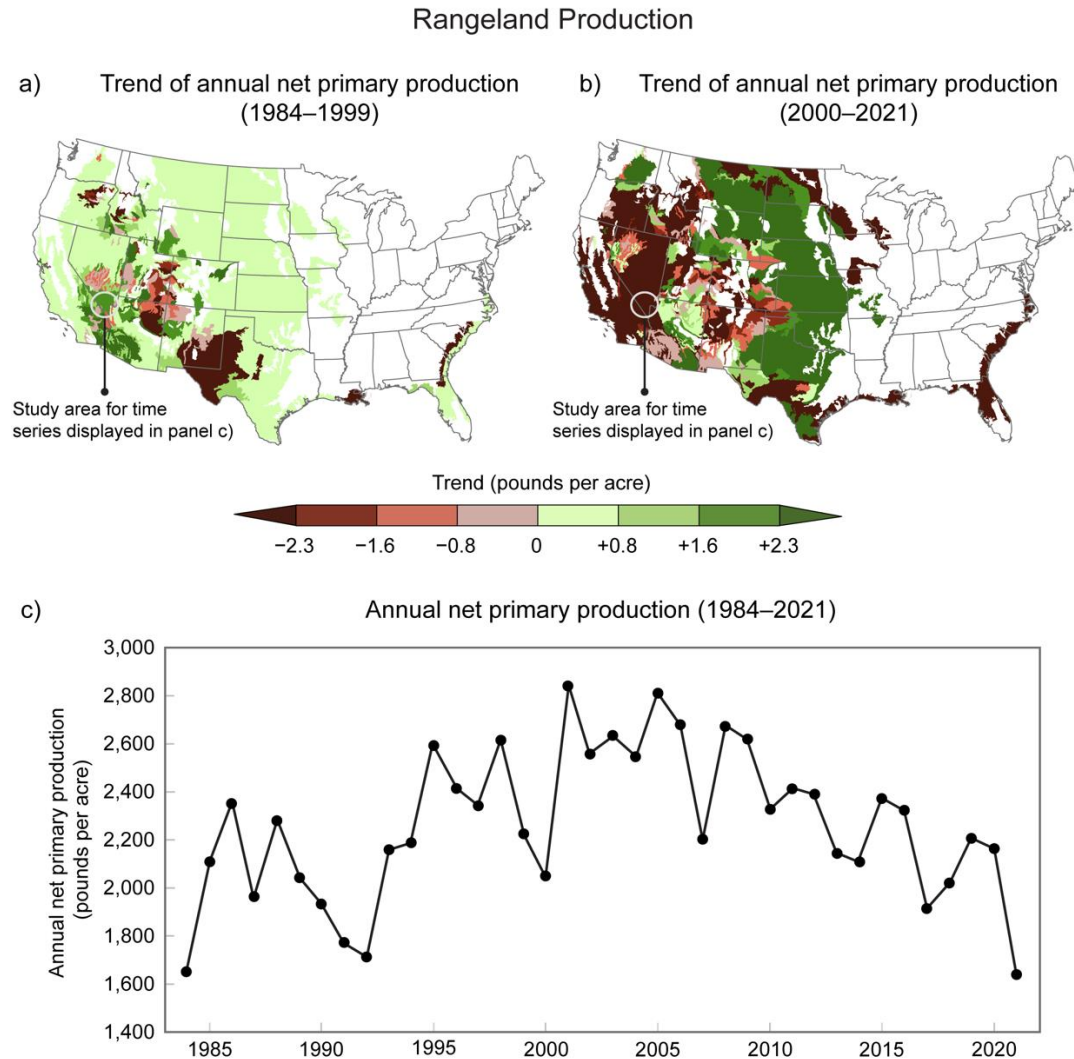 Rangeland Production
a) Trend of annual net primary production
(1984–1999)
b) Trend of annual net primary production
(2000–2021)
Study area for time
series displayed in panel c)
Study area for time
series displayed in panel c)
Trend (pounds per acre)
−2.3 −1.6 −0.8 0 +0.8 +1.6 +2.3
c) Annual net primary production (1984–2021)
Annual net primary production
(pounds per acre)
3,000
2,800
2,600
2,400
2,200
2,000
1,800
1,600
1,400
1985 1990 1995 2000 2005 2010 2015 2020